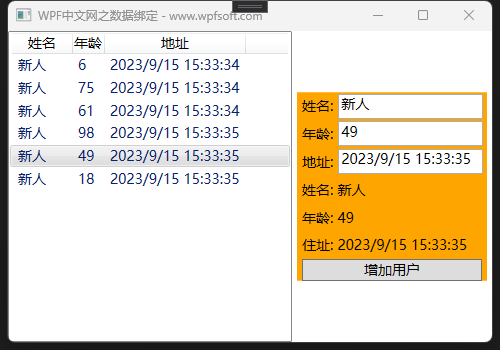 WPF中文网之数据绑定 - www.wpfsoft.com
姓名 年龄 地址
新人 6 2023/9/15 15:33:34
新人 75 2023/9/15 15:33:34
新人 61 2023/9/15 15:33:34
新人 98 2023/9/15 15:33:35
新人 49 2023/9/15 15:33:35
新人 18 2023/9/15 15:33:35
姓名: 新人
年龄: 49
地址: 2023/9/15 15:33:35
姓名: 新人
年龄: 49
住址: 2023/9/15 15:33:35
增加用户